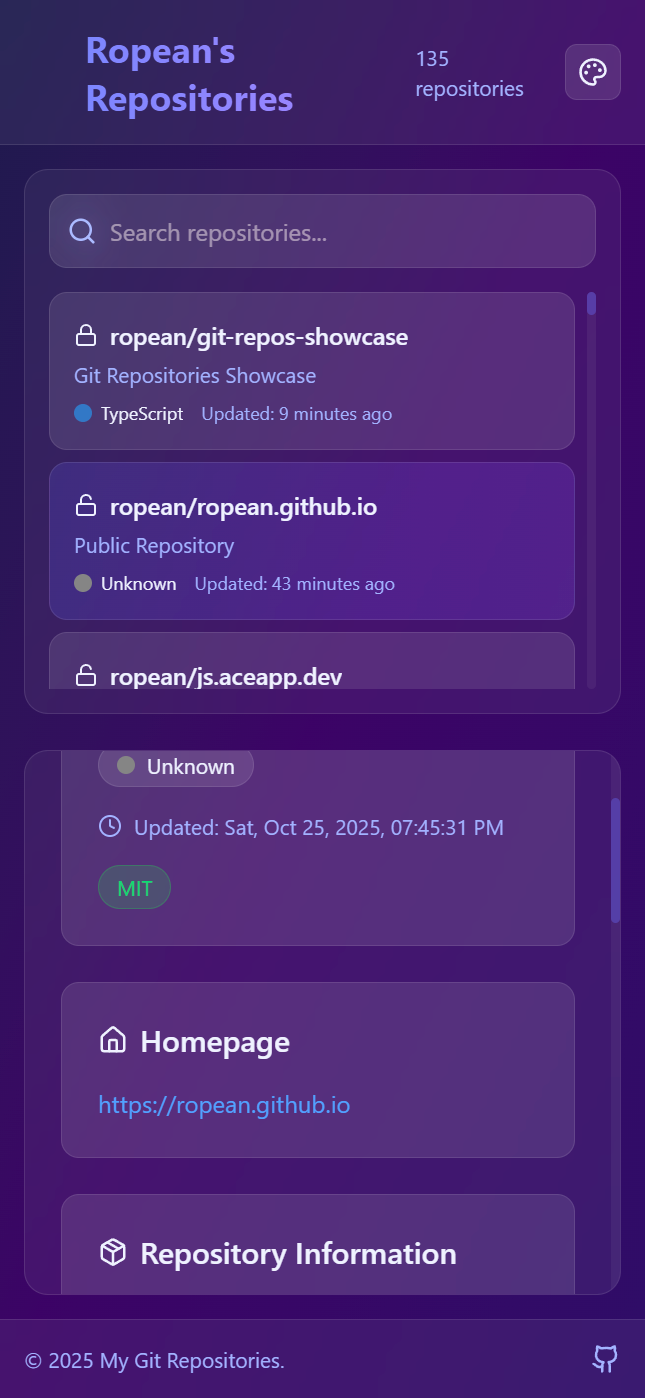 Ropean's
Repositories
135
repositories
Search repositories...
ropean/git-repos-showcase
Git Repositories Showcase
TypeScript Updated: 9 minutes ago
ropean/ropean.github.io
Public Repository
Unknown Updated: 43 minutes ago
ropean/js.aceapp.dev
Unknown
Updated: Sat, Oct 25, 2025, 07:45:31 PM
MIT
Homepage
https://ropean.github.io
Repository Information
© 2025 My Git Repositories.